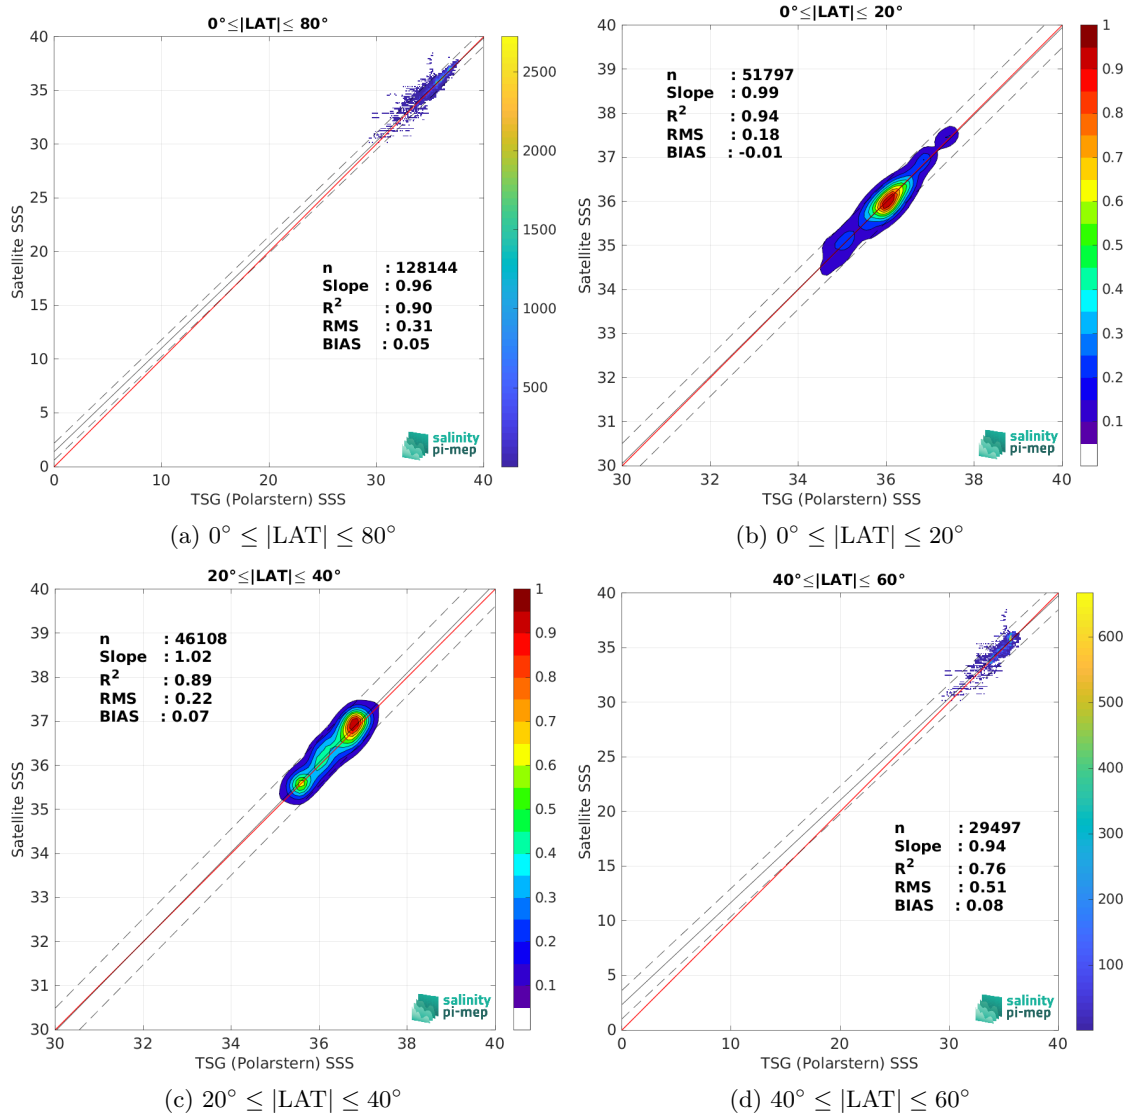 0°≤|LAT|≤ 80°
40
35
30
25
20
15
10
5
0
Satellite SSS
n : 128144
Slope : 0.96
R² : 0.90
RMS : 0.31
BIAS : 0.05
salinity
pi-mep
0 10 20 30 40
TSG (Polarstern) SSS
2500
2000
1500
1000
500
(a) 0° ≤ |LAT| ≤ 80°
0°≤|LAT|≤ 20°
40
39
38
37
36
35
34
33
32
31
30
Satellite SSS
n : 51797
Slope : 0.99
R² : 0.94
RMS : 0.18
BIAS : -0.01
salinity
pi-mep
30 32 34 36 38 40
TSG (Polarstern) SSS
1
0.9
0.8
0.7
0.6
0.5
0.4
0.3
0.2
0.1
(b) 0° ≤ |LAT| ≤ 20°
20°≤|LAT|≤ 40°
40
39
38
37
36
35
34
33
32
31
30
Satellite SSS
n : 46108
Slope : 1.02
R² : 0.89
RMS : 0.22
BIAS : 0.07
salinity
pi-mep
30 32 34 36 38 40
TSG (Polarstern) SSS
1
0.9
0.8
0.7
0.6
0.5
0.4
0.3
0.2
0.1
(c) 20° ≤ |LAT| ≤ 40°
40°≤|LAT|≤ 60°
40
35
30
25
20
15
10
5
0
Satellite SSS
n : 29497
Slope : 0.94
R² : 0.76
RMS : 0.51
BIAS : 0.08
salinity
pi-mep
0 10 20 30 40
TSG (Polarstern) SSS
600
500
400
300
200
100
(d) 40° ≤ |LAT| ≤ 60°